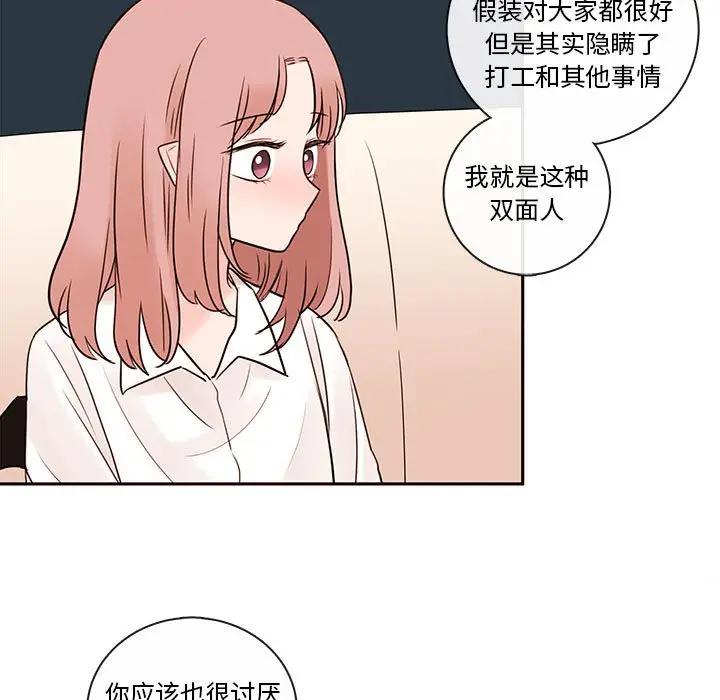 假装对大家都很好
但是其实隐瞒了
打工和其他事情
我就是这种
双面人
你应该也很讨厌